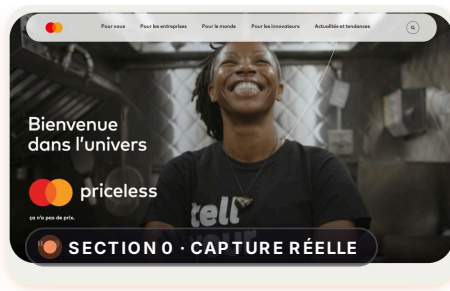 Pour vous Pour les entreprises Pour le monde Pour les innovateurs Actualités et tendances
Bienvenue
dans l'univers
priceless
ça n'a pas de prix.
tell
your
SECTION 0 · CAPTURE RÉELLE